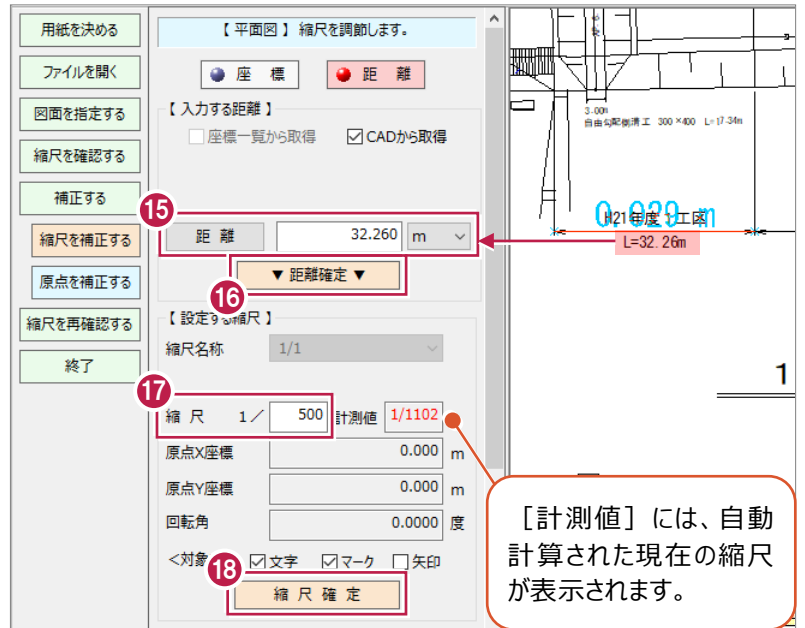 用紙を決める
ファイルを開く
図面を指定する
縮尺を確認する
補正する
縮尺を補正する
原点を補正する
縮尺を再確認する
終了
【 平面図 】 縮尺を調節します。
座 標
距 離
【 入力する距離 】
座標一覧から取得
CADから取得
15
距 離
32.260
m
16
▼ 距離確定 ▼
【 設定する縮尺 】
縮尺名称
1/1
17
縮 尺 1／
500
計測値
1/1102
原点X座標
0.000
m
原点Y座標
0.000
m
回転角
0.0000
度
<対象
文字
マーク
矢印
18
縮 尺 確 定
3.00m
自由勾配側溝工 300×400 L=17.34m
0.029 m
H21年度 1工区
L=32.26m
1
［計測値］には、自動
計算された現在の縮尺
が表示されます。